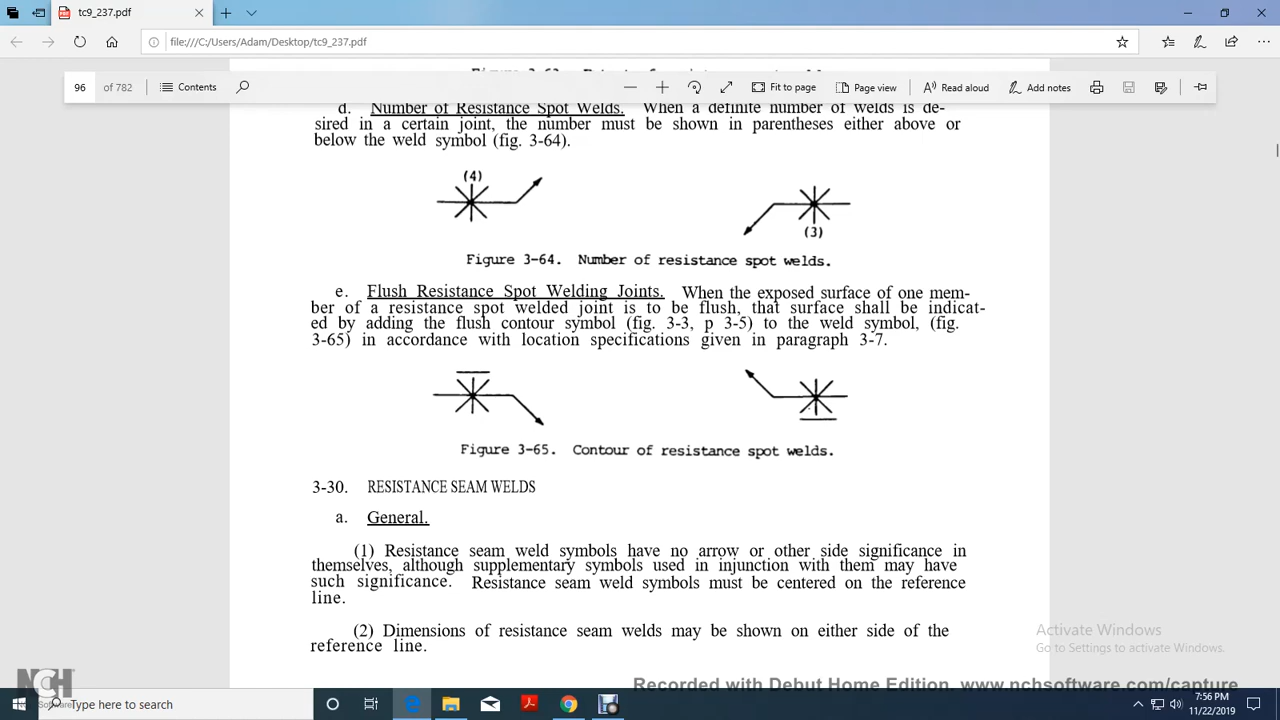 tc9_237.pdf
file:///C:/Users/Adam/Desktop/tc9_237.pdf
96 of 782 Contents Fit to page Page view Read aloud Add notes
d. Number of Resistance Spot Welds. When a definite number of welds is de-
sired in a certain joint, the number must be shown in parentheses either above or
below the weld symbol (fig. 3-64).
(4)
(3)
Figure 3-64. Number of resistance spot welds.
e. Flush Resistance Spot Welding Joints. When the exposed surface of one mem-
ber of a resistance spot welded joint is to be flush, that surface shall be indicat-
ed by adding the flush contour symbol (fig. 3-3, p 3-5) to the weld symbol, (fig.
3-65) in accordance with location specifications given in paragraph 3-7.
Figure 3-65. Contour of resistance spot welds.
3-30. RESISTANCE SEAM WELDS
a. General.
(1) Resistance seam weld symbols have no arrow or other side significance in
themselves, although supplementary symbols used in injunction with them may have
such significance. Resistance seam weld symbols must be centered on the reference
line.
(2) Dimensions of resistance seam welds may be shown on either side of the
reference line.
Activate Windows
Go to Settings to activate Windows.
NCH
Software
Recorded with Debut Home Edition. www.nchsoftware.com/capture
Type here to search
7:56 PM
11/22/2019